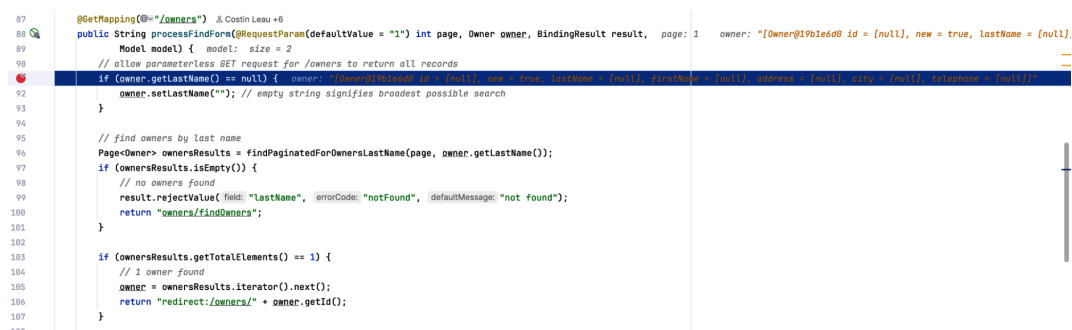 87 @GetMapping("/owners") Costin Leau +6
88 public String processFindForm(@RequestParam(defaultValue = "1") int page, Owner owner, BindingResult result, page: 1 owner: "[Owner@19b1e6d0 id = [null], new = true, lastName = [null],
89 Model model) { model: size = 2
90 // allow parameterless GET request for /owners to return all records
if (owner.getLastName() == null) { owner: "[Owner@19b1e6d0 id = [null], new = true, lastName = [null], firstName = [null], address = [null], city = [null], telephone = [null]]"
92 owner.setLastName(""); // empty string signifies broadest possible search
93 }
94
95 // find owners by last name
96 Page<Owner> ownersResults = findPaginatedForOwnersLastName(page, owner.getLastName());
97 if (ownersResults.isEmpty()) {
98 // no owners found
99 result.rejectValue( field: "lastName", errorCode: "notFound", defaultMessage: "not found");
100 return "owners/findOwners";
101 }
102
103 if (ownersResults.getTotalElements() == 1) {
104 // 1 owner found
105 owner = ownersResults.iterator().next();
106 return "redirect:/owners/" + owner.getId();
107 }